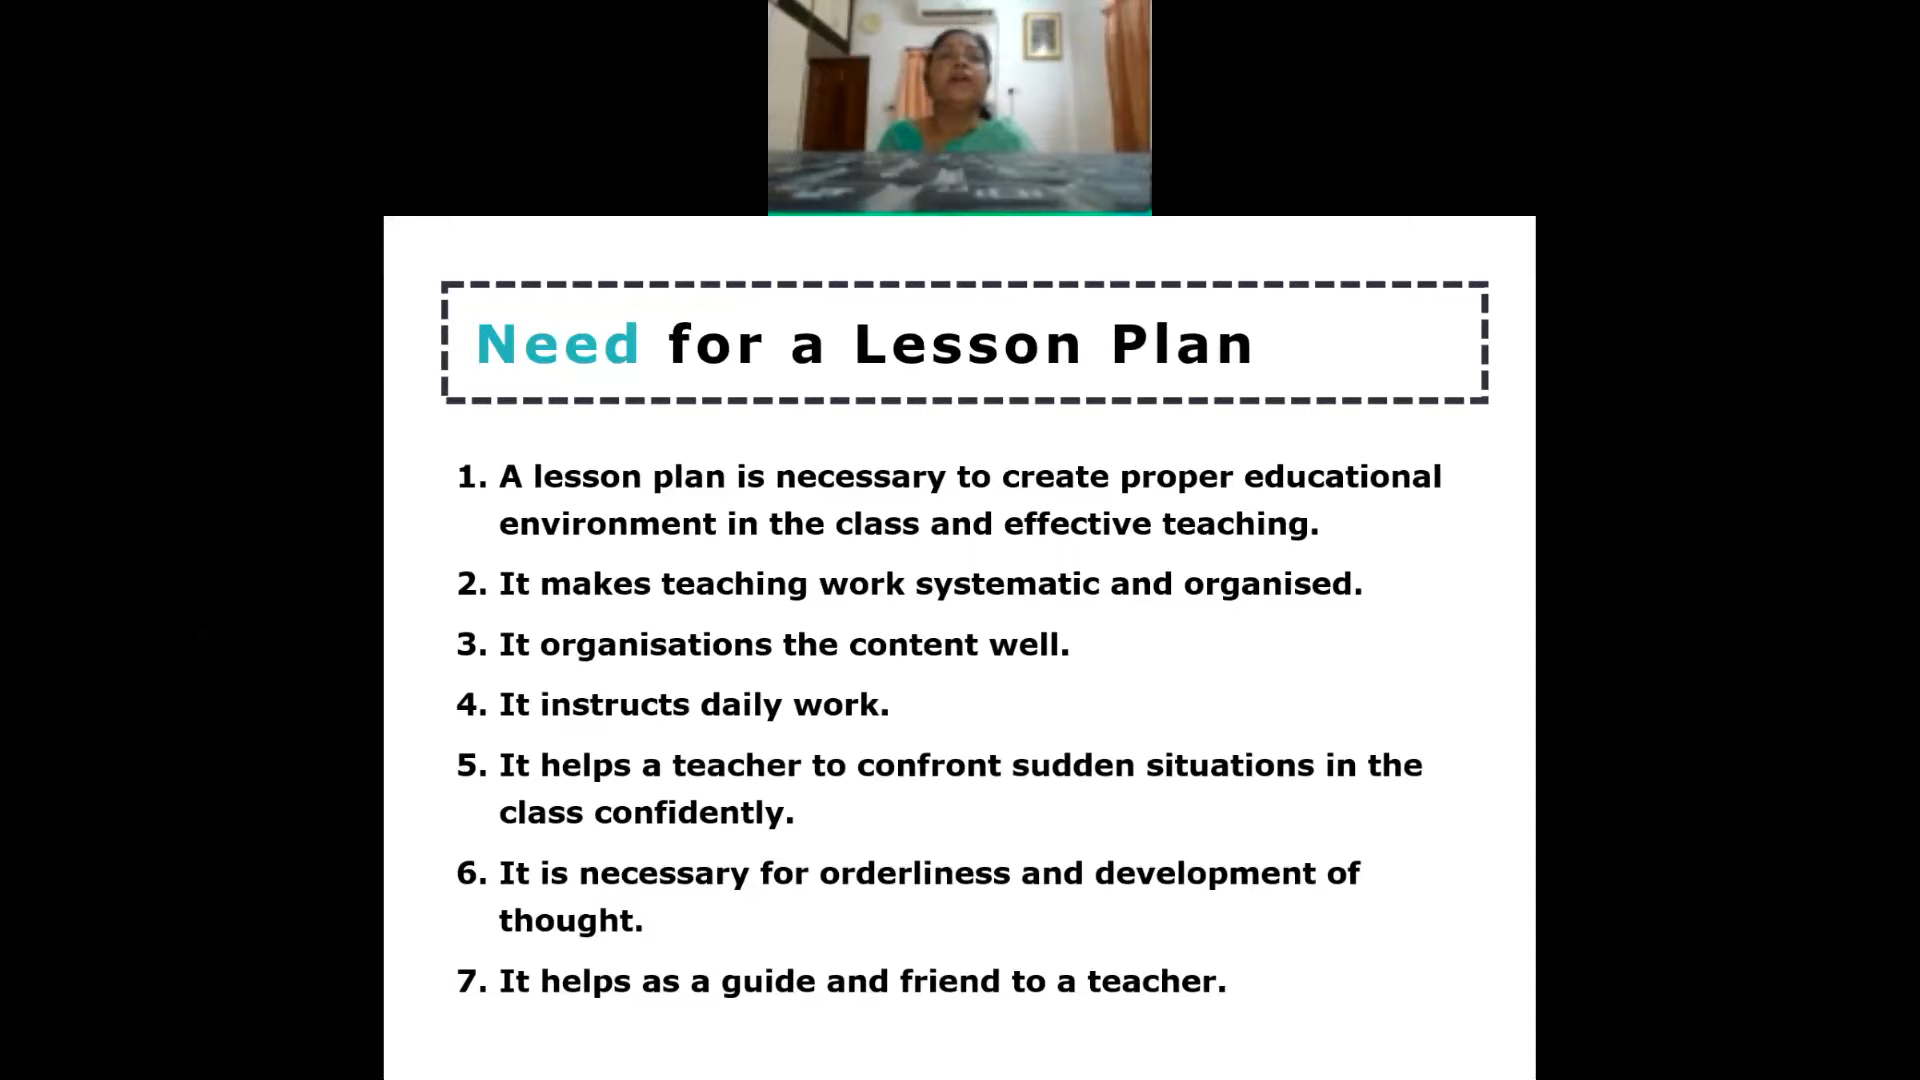 Need for a Lesson Plan
1. A lesson plan is necessary to create proper educational
environment in the class and effective teaching.
2. It makes teaching work systematic and organised.
3. It organisations the content well.
4. It instructs daily work.
5. It helps a teacher to confront sudden situations in the
class confidently.
6. It is necessary for orderliness and development of
thought.
7. It helps as a guide and friend to a teacher.